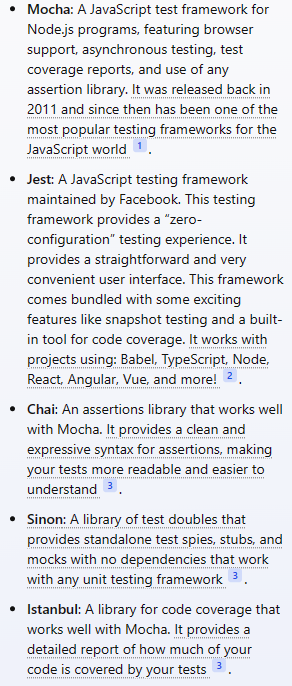 • Mocha: A JavaScript test framework for
Node.js programs, featuring browser
support, asynchronous testing, test
coverage reports, and use of any
assertion library. It was released back in
2011 and since then has been one of the
most popular testing frameworks for the
JavaScript world 1 .
• Jest: A JavaScript testing framework
maintained by Facebook. This testing
framework provides a “zero-
configuration” testing experience. It
provides a straightforward and very
convenient user interface. This framework
comes bundled with some exciting
features like snapshot testing and a built-
in tool for code coverage. It works with
projects using: Babel, TypeScript, Node,
React, Angular, Vue, and more! 2 .
• Chai: An assertions library that works well
with Mocha. It provides a clean and
expressive syntax for assertions, making
your tests more readable and easier to
understand 3 .
• Sinon: A library of test doubles that
provides standalone test spies, stubs, and
mocks with no dependencies that work
with any unit testing framework 3 .
• Istanbul: A library for code coverage that
works well with Mocha. It provides a
detailed report of how much of your
code is covered by your tests 3 .